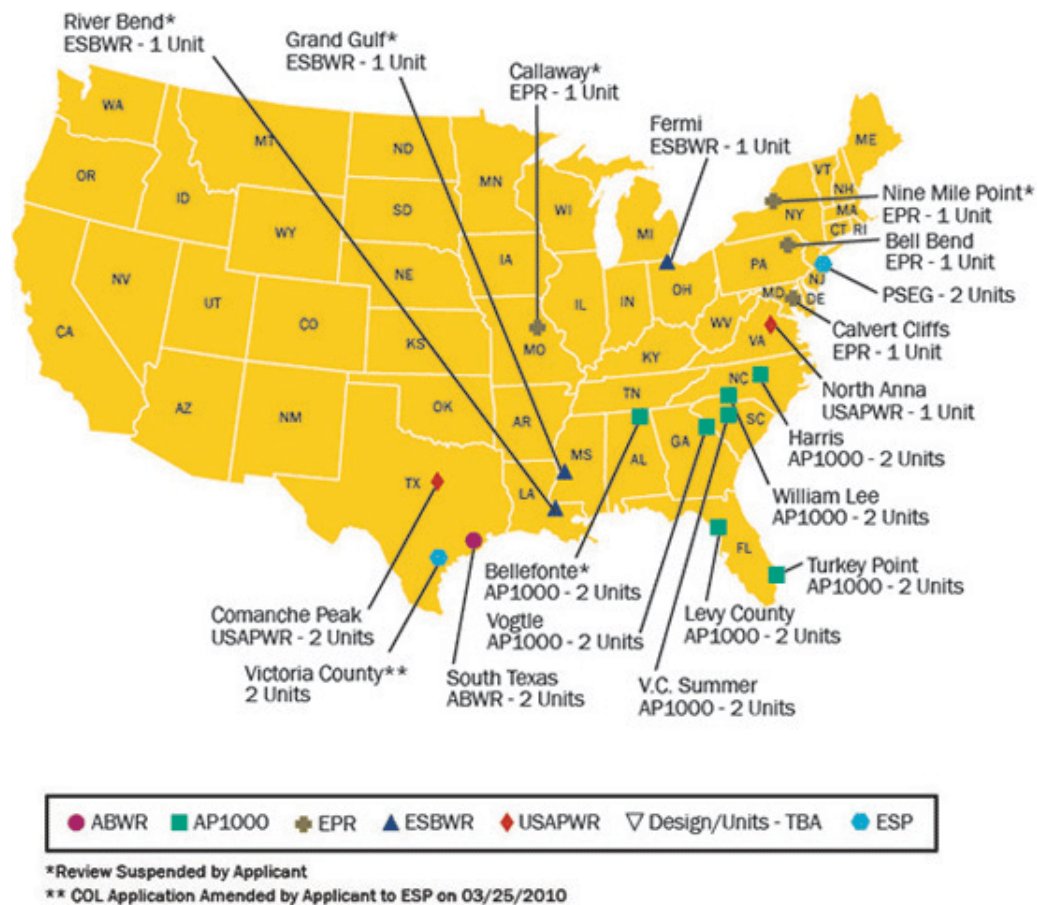 River Bend*
ESBWR - 1 Unit
Grand Gulf*
ESBWR - 1 Unit
Callaway*
EPR - 1 Unit
Fermi
ESBWR - 1 Unit
WA
MT
ND
MN
ME
OR
ID
SD
WI
MI
VT
NH
NY
MA
CT
RI
Nine Mile Point*
EPR - 1 Unit
WY
IA
NE
PA
NJ
Bell Bend
EPR - 1 Unit
NV
UT
CO
IL
IN
OH
MD
DE
PSEG - 2 Units
CA
KS
MO
WV
VA
KY
Calvert Cliffs
EPR - 1 Unit
AZ
NM
OK
AR
TN
NC
North Anna
USAPWR - 1 Unit
SC
MS
AL
GA
Harris
AP1000 - 2 Units
TX
LA
William Lee
AP1000 - 2 Units
FL
Bellefonte*
AP1000 - 2 Units
Turkey Point
AP1000 - 2 Units
Comanche Peak
USAPWR - 2 Units
Vogtle
AP1000 - 2 Units
Levy County
AP1000 - 2 Units
Victoria County**
2 Units
South Texas
ABWR - 2 Units
V.C. Summer
AP1000 - 2 Units
ABWR
AP1000
EPR
ESBWR
USAPWR
Design/Units - TBA
ESP
*Review Suspended by Applicant
** COL Application Amended by Applicant to ESP on 03/25/2010